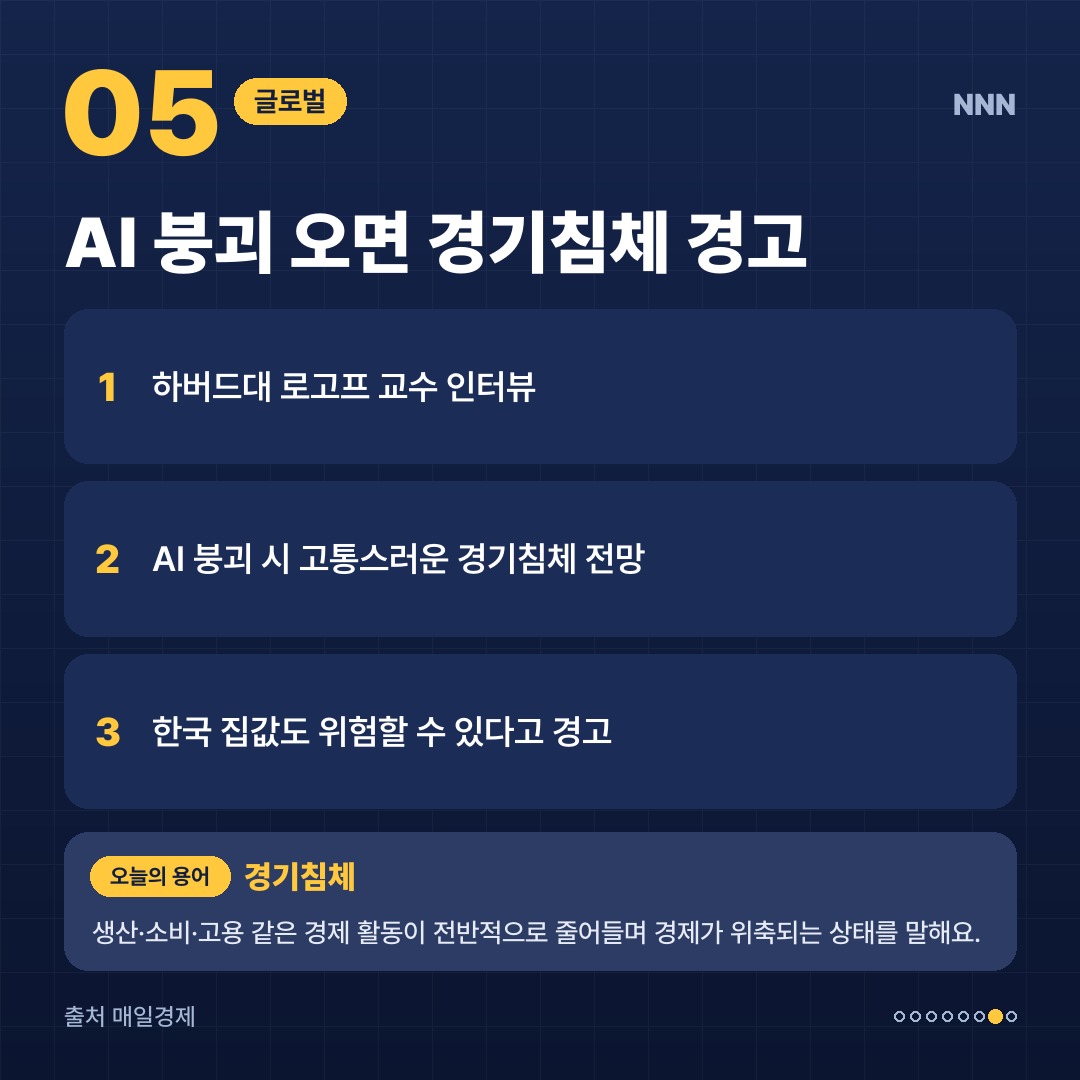 05 글로벌
NNN
AI 붕괴 오면 경기침체 경고
1 하버드대 로고프 교수 인터뷰
2 AI 붕괴 시 고통스러운 경기침체 전망
3 한국 집값도 위험할 수 있다고 경고
오늘의 용어 경기침체
생산·소비·고용 같은 경제 활동이 전반적으로 줄어들며 경제가 위축되는 상태를 말해요.
출처 매일경제